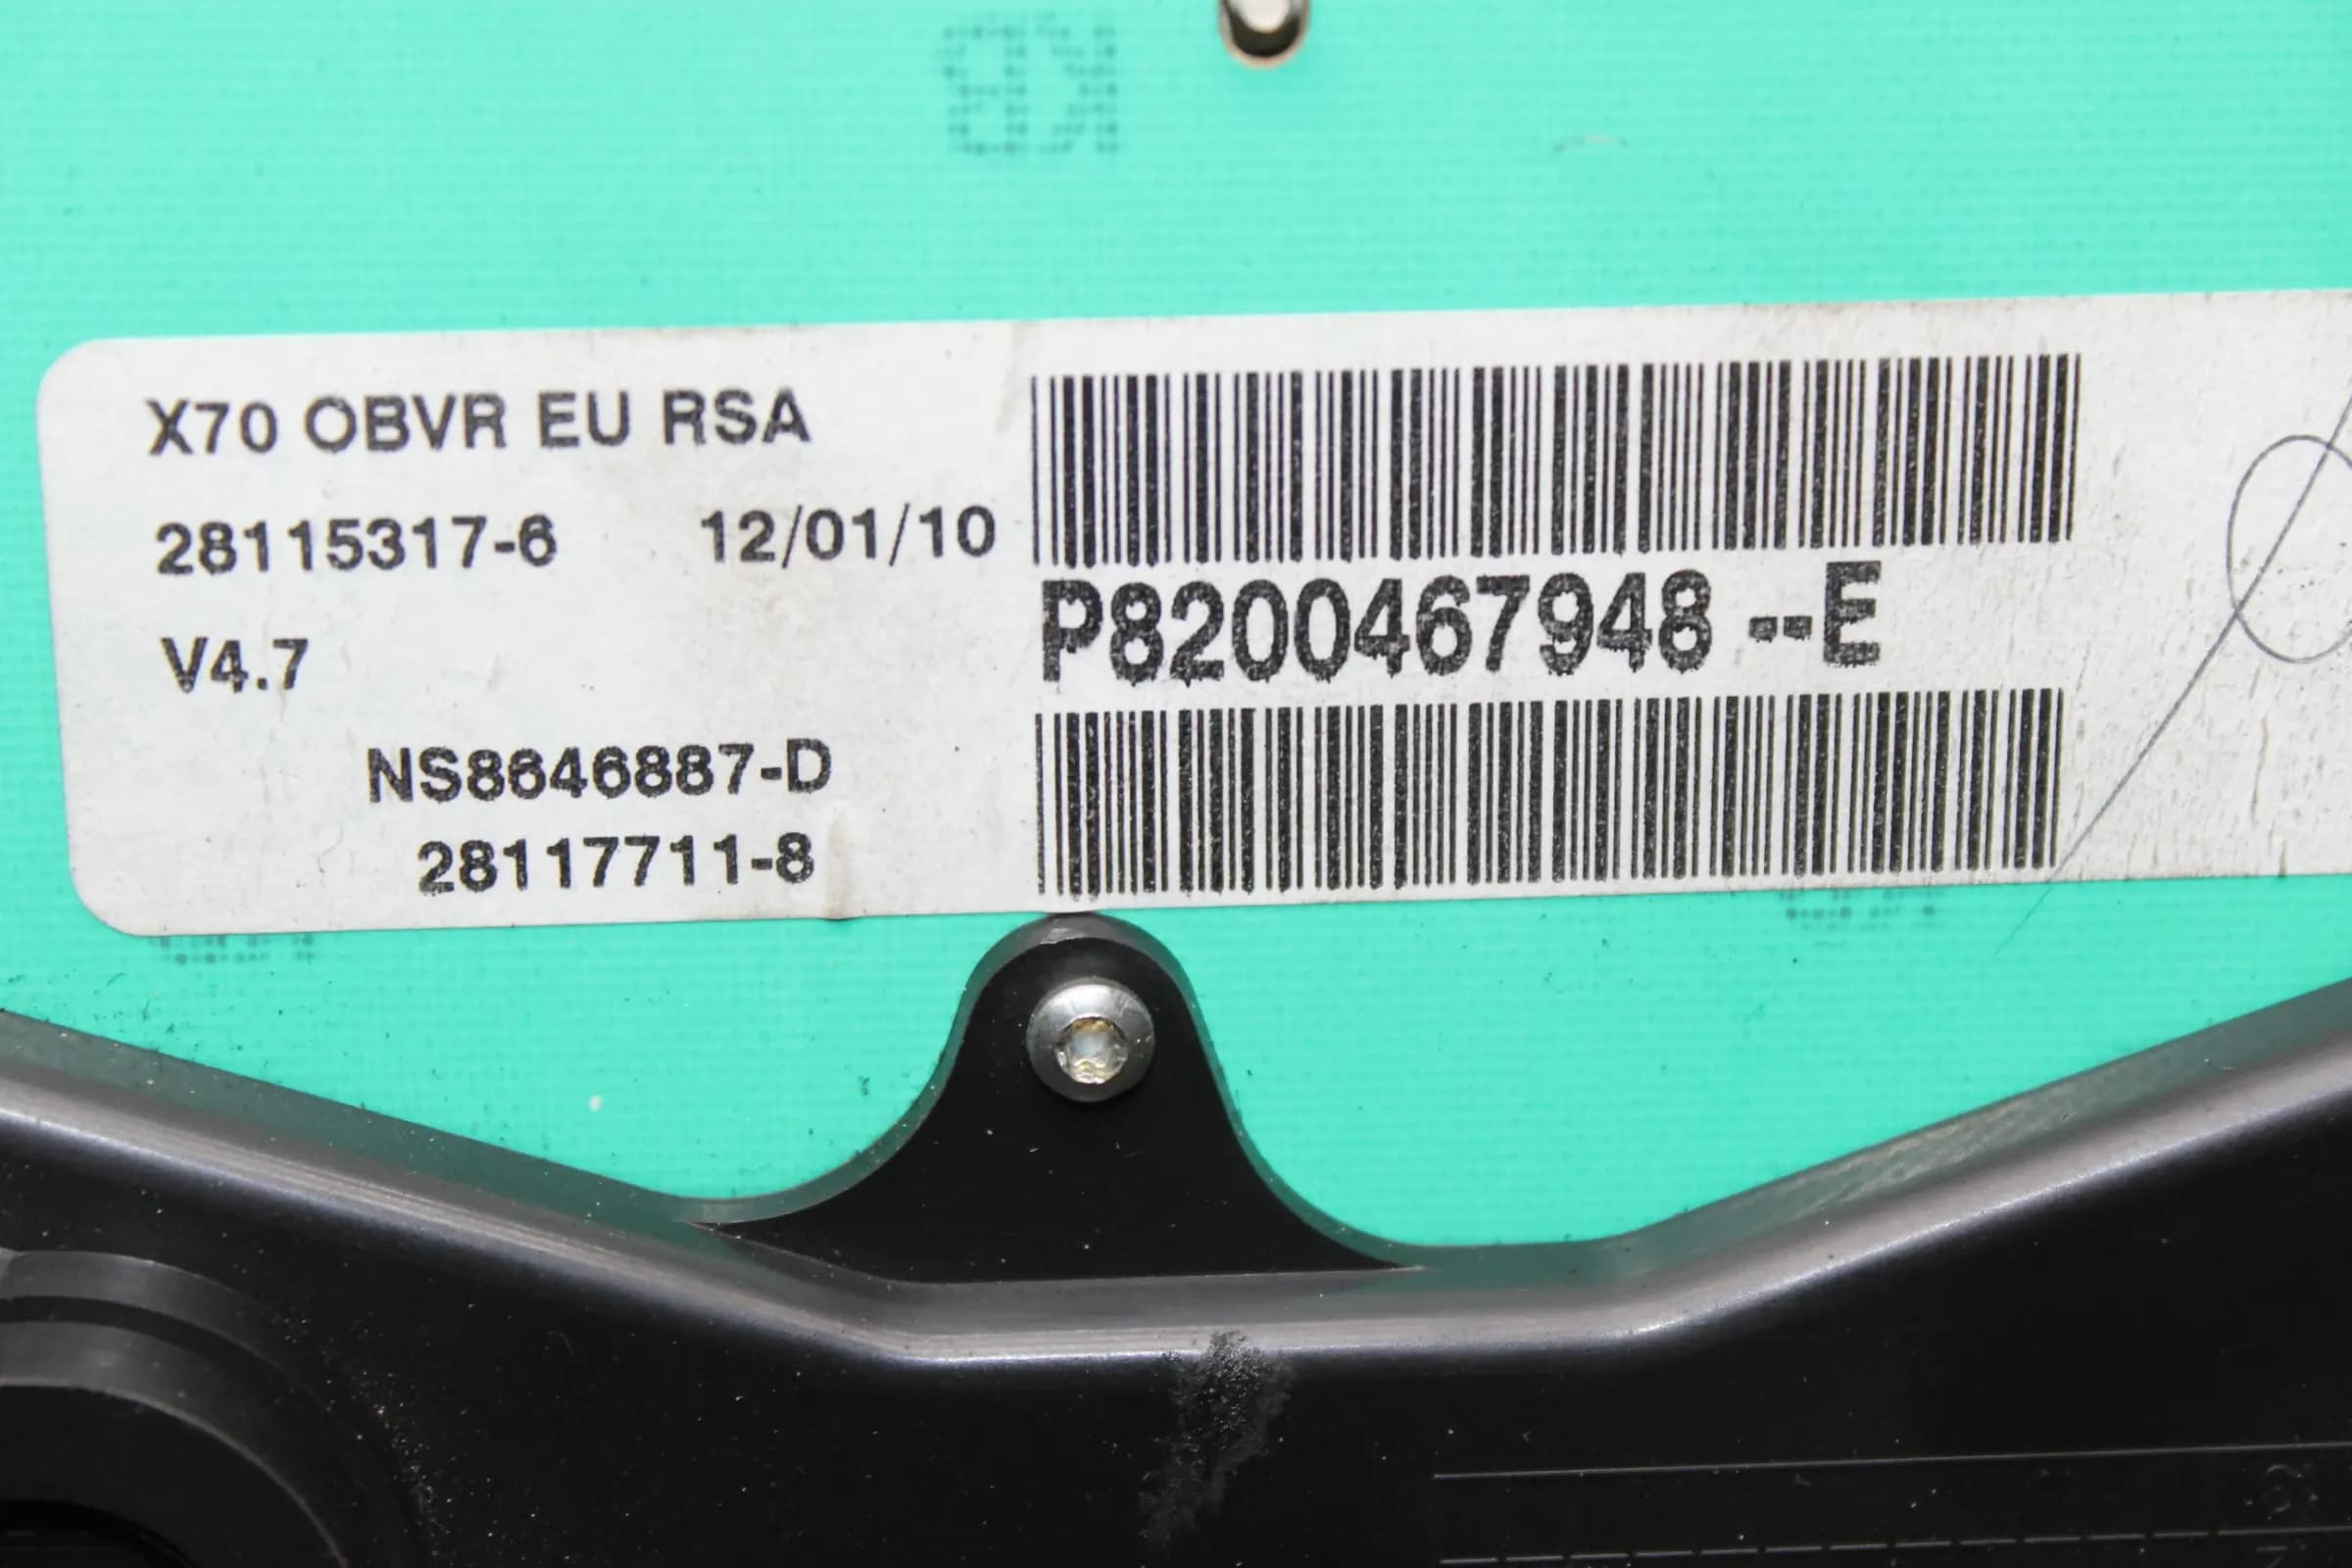 X70 OBVR EU RSA
28115317-6 12/01/10
V4.7
P8200467948--E
NS8646887-D
28117711-8